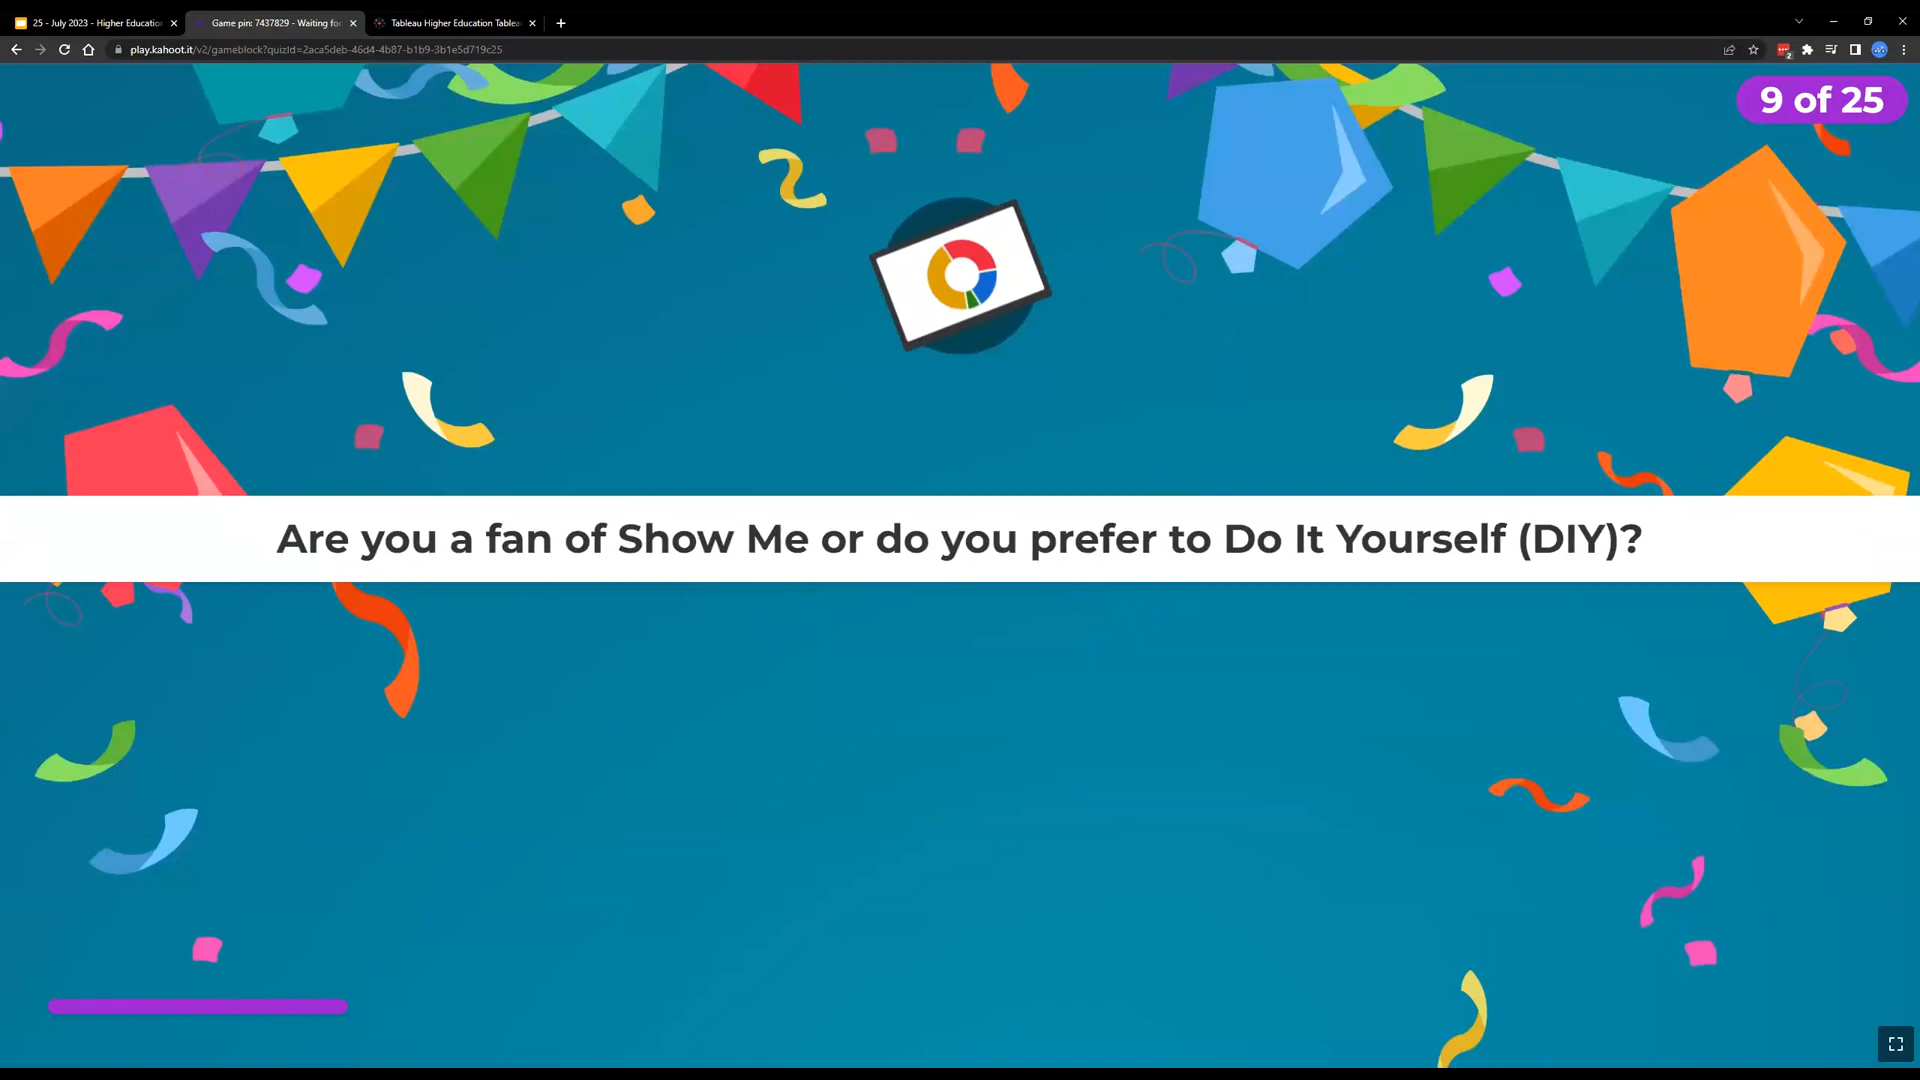 25 - July 2023 - Higher Education
Game pin: 7437829 - Waiting fo
Tableau Higher Education Tablea
play.kahoot.it/v2/gameblock?quizId=2aca5deb-46d4-4b87-b1b9-3b1e5d719c25
2
9 of 25
Are you a fan of Show Me or do you prefer to Do It Yourself (DIY)?